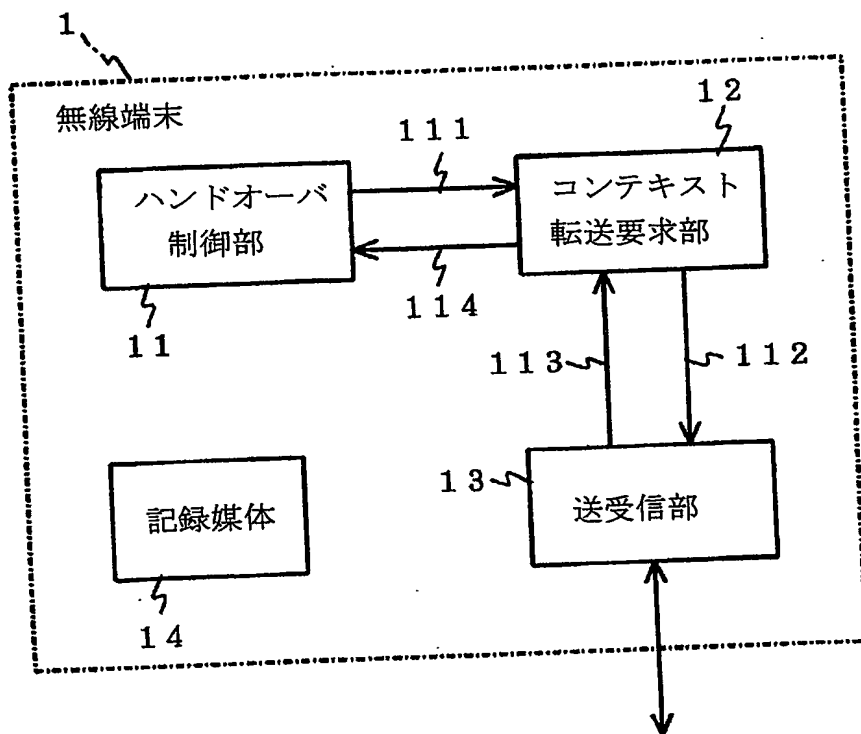 1
無線端末
ハンドオーバ
制御部
11
111
114
12
コンテキスト
転送要求部
113
112
13
送受信部
記録媒体
14